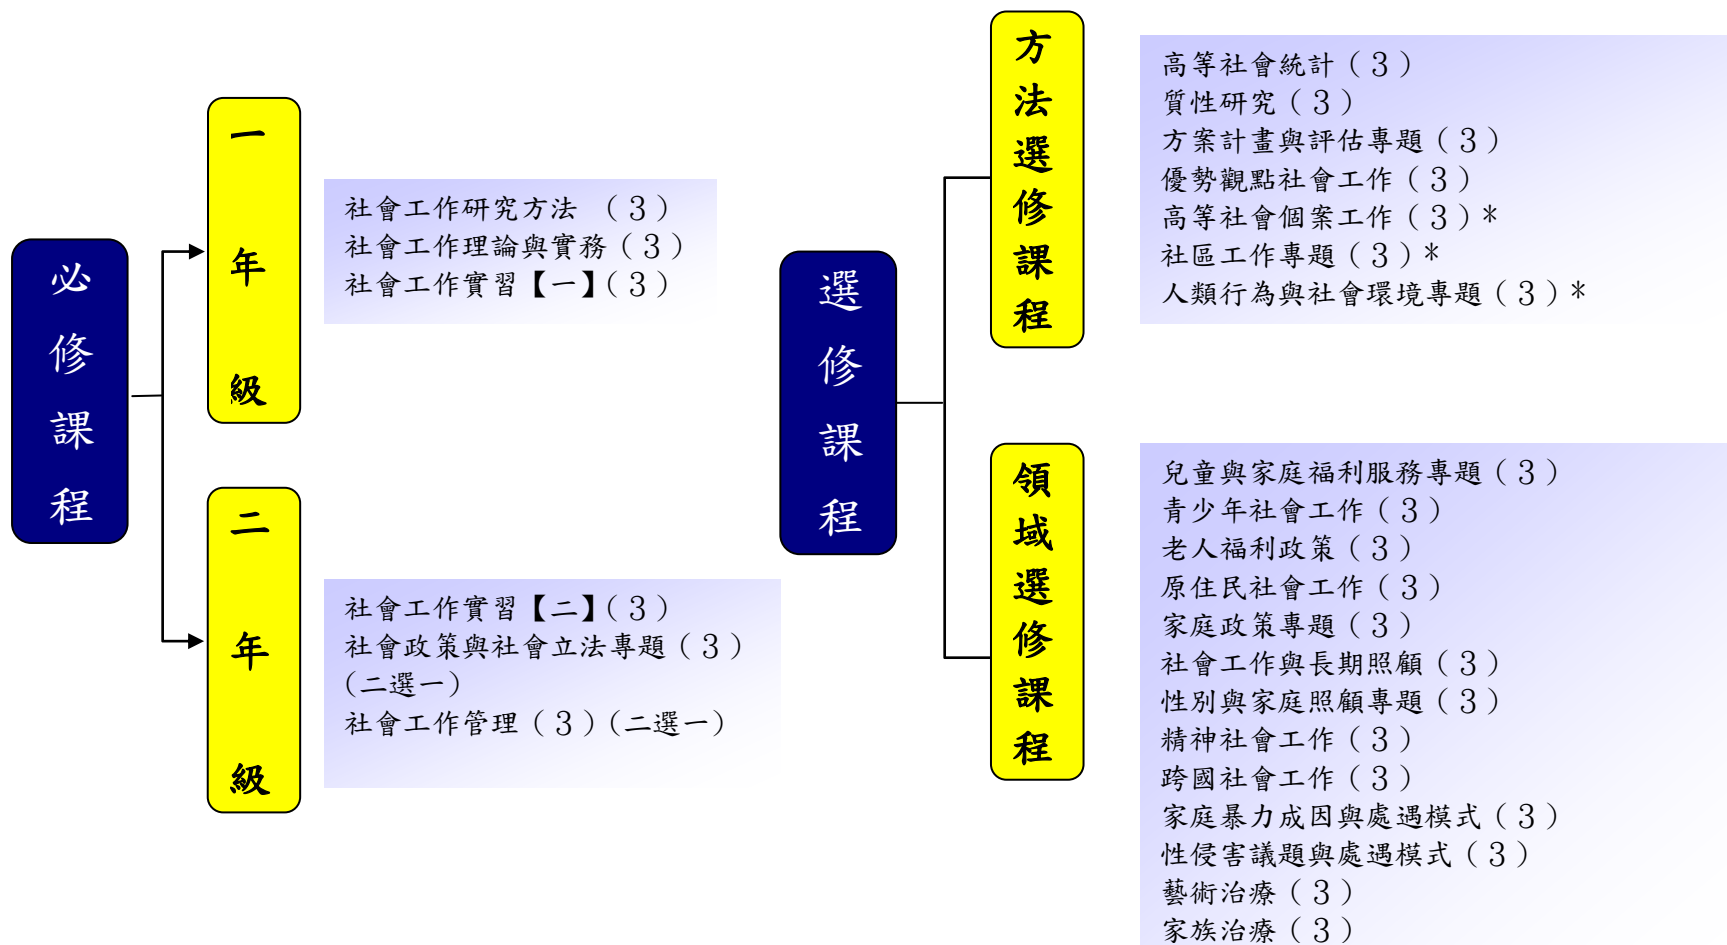 必修課程
一年級
社會工作研究方法 （３）
社會工作理論與實務（３）
社會工作實習【一】（３）
二年級
社會工作實習【二】（３）
社會政策與社會立法專題（３）
(二選一)
社會工作管理（３）(二選一)
選修課程
方法選修課程
高等社會統計（３）
質性研究（３）
方案計畫與評估專題（３）
優勢觀點社會工作（３）
高等社會個案工作（３）*
社區工作專題（３）*
人類行為與社會環境專題（３）*
領域選修課程
兒童與家庭福利服務專題（３）
青少年社會工作（３）
老人福利政策（３）
原住民社會工作（３）
家庭政策專題（３）
社會工作與長期照顧（３）
性別與家庭照顧專題（３）
精神社會工作（３）
跨國社會工作（３）
家庭暴力成因與處遇模式（３）
性侵害議題與處遇模式（３）
藝術治療（３）
家族治療（３）